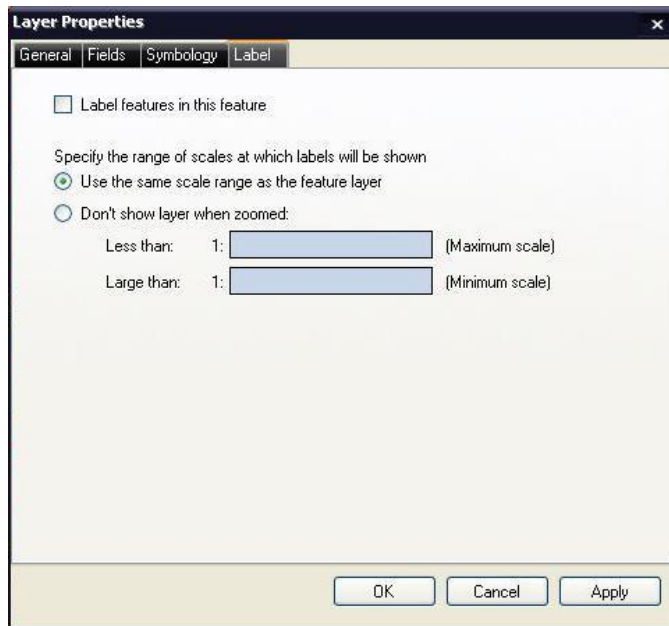 Layer Properties
General Fields Symbology Label
Label features in this feature
Specify the range of scales at which labels will be shown
Use the same scale range as the feature layer
Don't show layer when zoomed:
Less than: 1: (Maximum scale)
Large than: 1: (Minimum scale)
OK Cancel Apply